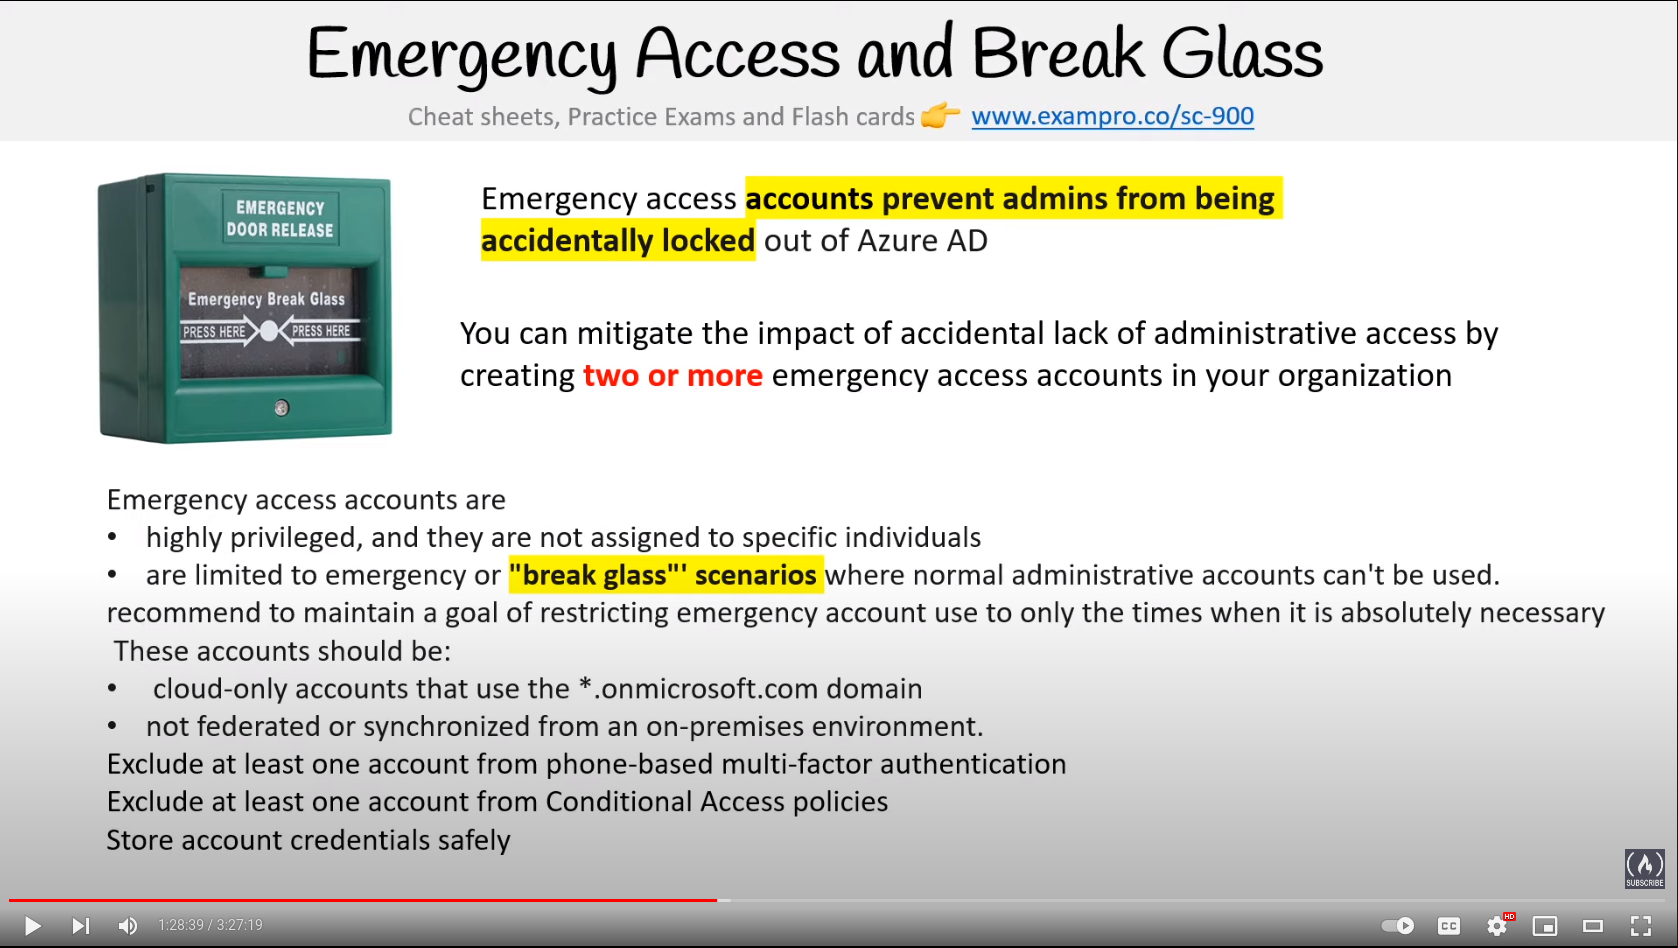 Emergency Access and Break Glass
Cheat sheets, Practice Exams and Flash cards 👉 www.exampro.co/sc-900
EMERGENCY
DOOR RELEASE
Emergency Break Glass
PRESS HERE PRESS HERE
Emergency access accounts prevent admins from being
accidentally locked out of Azure AD
You can mitigate the impact of accidental lack of administrative access by
creating two or more emergency access accounts in your organization
Emergency access accounts are
• highly privileged, and they are not assigned to specific individuals
• are limited to emergency or "break glass"' scenarios where normal administrative accounts can't be used.
recommend to maintain a goal of restricting emergency account use to only the times when it is absolutely necessary
These accounts should be:
• cloud-only accounts that use the *.onmicrosoft.com domain
• not federated or synchronized from an on-premises environment.
Exclude at least one account from phone-based multi-factor authentication
Exclude at least one account from Conditional Access policies
Store account credentials safely
SUBSCRIBE
1:28:39 / 3:27:19
CC
HD